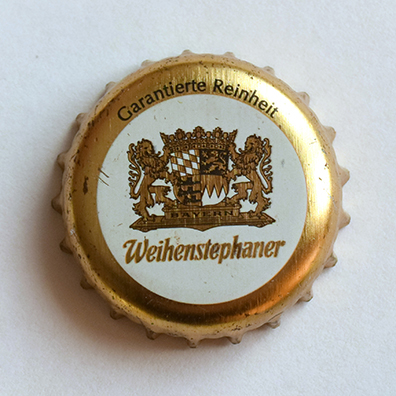 Garantierte Reinheit
BAYERN
Weihenstephaner